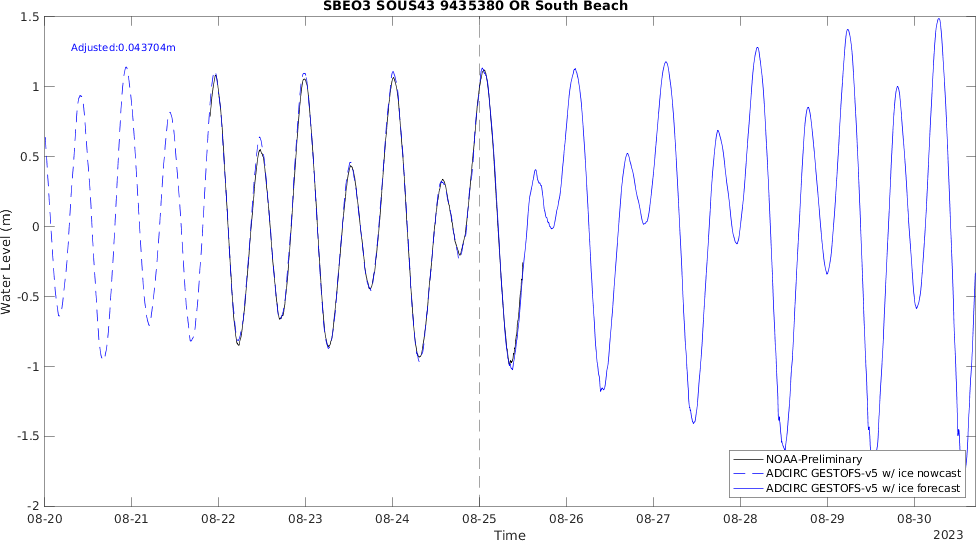 SBEO3 SOUS43 9435380 OR South Beach
Adjusted:0.043704m
Water Level (m)
1.5
1
0.5
0
-0.5
-1
-1.5
-2
NOAA-Preliminary
ADCIRC GESTOFS-v5 w/ ice nowcast
ADCIRC GESTOFS-v5 w/ ice forecast
08-20 08-21 08-22 08-23 08-24 08-25 08-26 08-27 08-28 08-29 08-30
Time
2023